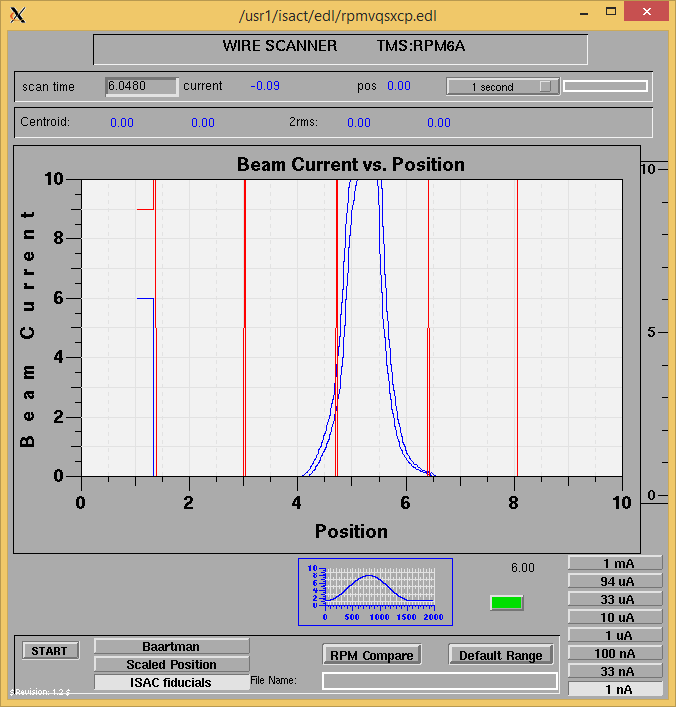 /usr1/isact/edl/rpmvqsxcp.edl
WIRE SCANNER TMS:RPM6A
scan time 6.0480 current -0.09 pos 0.00 1 second
Centroid: 0.00 0.00 2rms: 0.00 0.00
Beam Current vs. Position
10
8
6
4
2
0
Beam Current
0 2 4 6 8 10
Position
10
5
0
10
8
6
4
2
0
0 500 1000 1500 2000
6.00
1 mA
94 uA
33 uA
10 uA
1 uA
100 nA
33 nA
1 nA
START
Baartman
Scaled Position
ISAC fiducials
RPM Compare
Default Range
File Name:
$Revision: 1.2 $